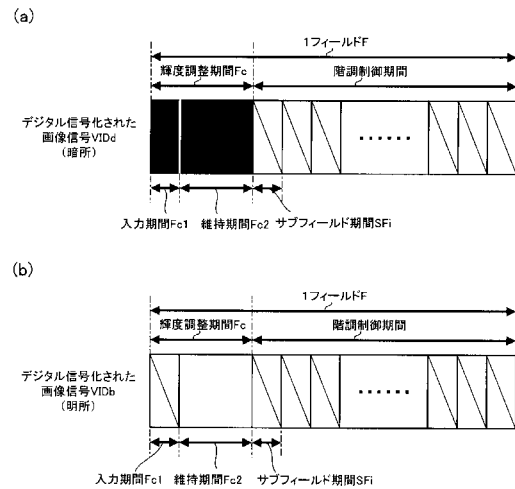 (a)
1フィールドF
輝度調整期間Fc
階調制御期間
デジタル信号化された
画像信号VIDd
(暗所)
入力期間Fc1
維持期間Fc2
サブフィールド期間SFi
(b)
1フィールドF
輝度調整期間Fc
階調制御期間
デジタル信号化された
画像信号VIDb
(明所)
入力期間Fc1
維持期間Fc2
サブフィールド期間SFi